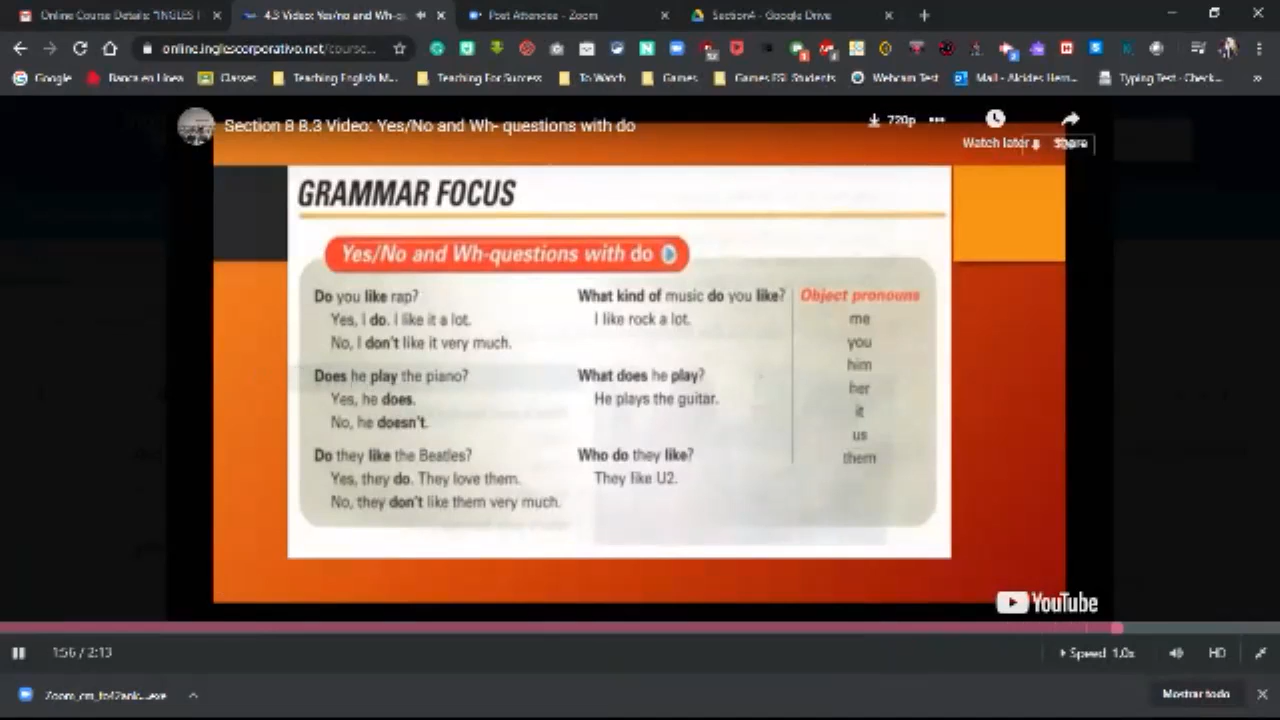 Online Course Details: "INGLES I
4.3 Video: Yes/no and Wh-q
Post Attendee - Zoom
Section4 - Google Drive
online.inglescorporativo.net/course...
Google
Banca en Linea
Classes
Teaching English M...
Teaching For Success
To Watch
Games
Games ESL Students
Webcam Test
Mail - Alcides Hern...
Typing Test - Check...
Section 8 8.3 Video: Yes/No and Wh- questions with do
720p
Watch later
Share
GRAMMAR FOCUS
Yes/No and Wh-questions with do
Do you like rap?
Yes, I do. I like it a lot.
No, I don't like it very much.
Does he play the piano?
Yes, he does.
No, he doesn't.
Do they like the Beatles?
Yes, they do. They love them.
No, they don't like them very much.
What kind of music do you like?
I like rock a lot.
What does he play?
He plays the guitar.
Who do they like?
They like U2.
Object pronouns
me
you
him
her
it
us
them
YouTube
1:56 / 2:13
Speed 1.0x
HD
Mostrar todo